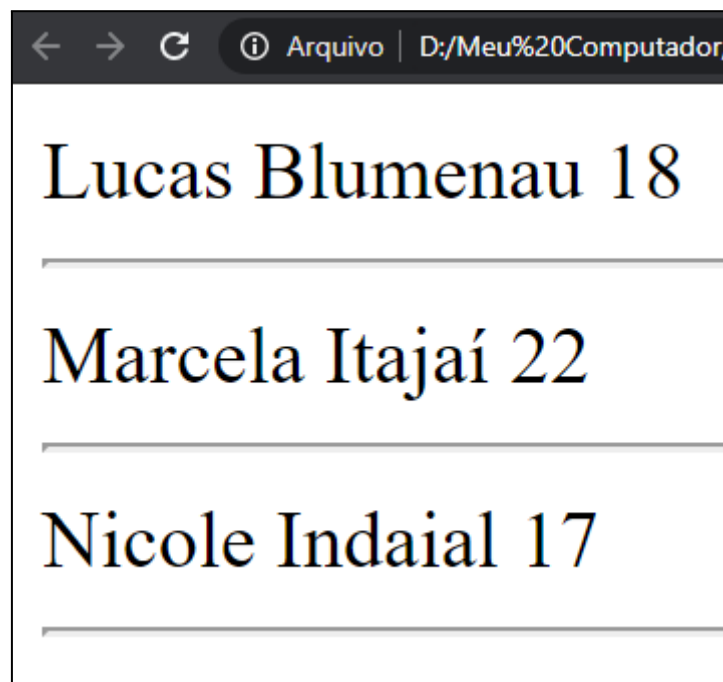 Arquivo D:/Meu%20Computador/
Lucas Blumenau 18
Marcela Itajaí 22
Nicole Indaial 17